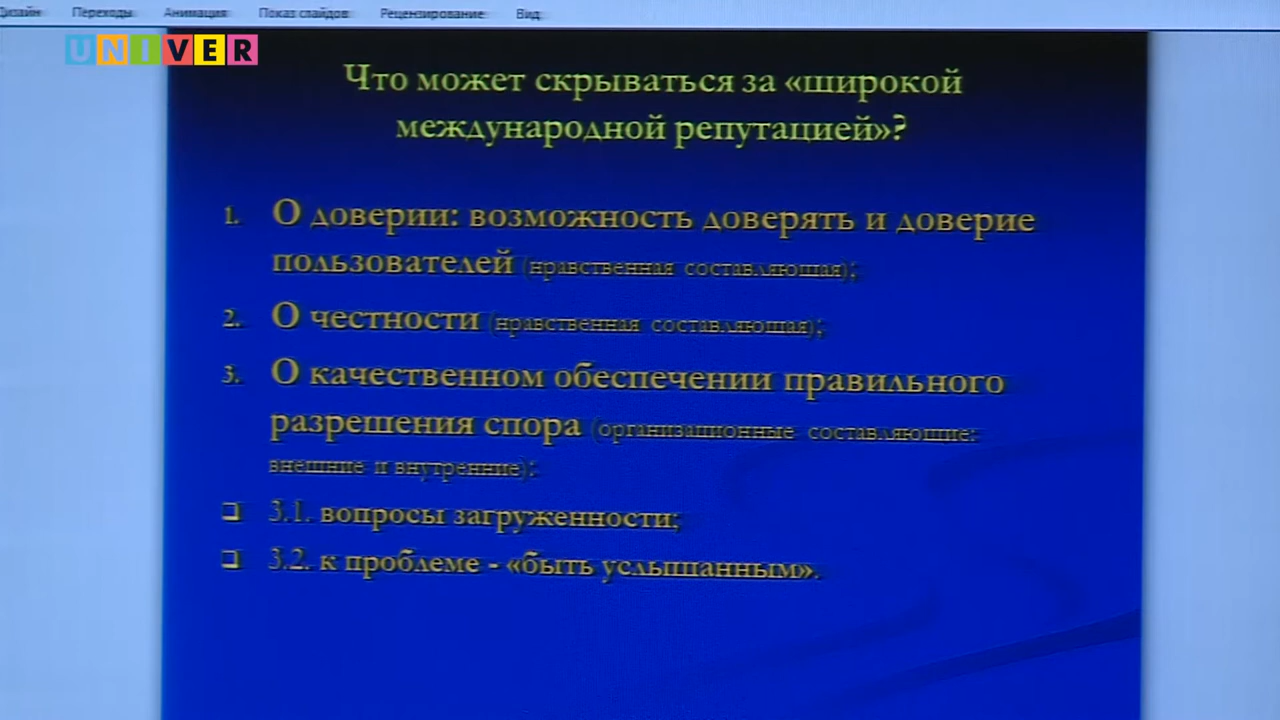 Дизайн Переходы Анимация Показ слайдов Рецензирование Вид
UNIVER
Что может скрываться за «широкой
международной репутацией»?
1. О доверии: возможность доверять и доверие
пользователей (нравственная составляющая);
2. О честности (нравственная составляющая);
3. О качественном обеспечении правильного
разрешения спора (организационные составляющие:
внешние и внутренние);
❑ 3.1. вопросы загруженности;
❑ 3.2. к проблеме - «быть услышанным».